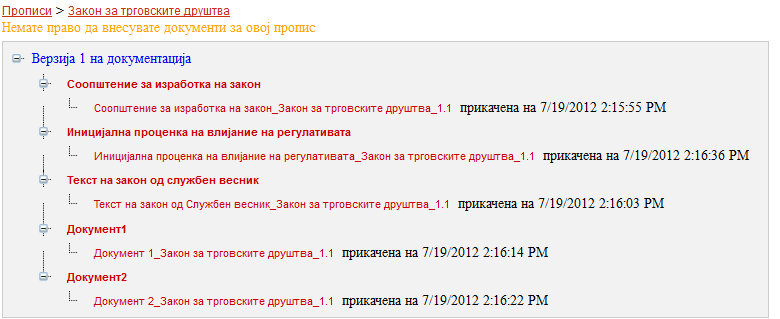 Прописи > Закон за трговските друштва
Немате право да внесувате документи за овој пропис
Верзија 1 на документација
Соопштение за изработка на закон
Соопштение за изработка на закон_Закон за трговските друштва_1.1 прикачена на 7/19/2012 2:15:55 PM
Иницијална проценка на влијание на регулативата
Иницијална проценка на влијание на регулативата_Закон за трговските друштва_1.1 прикачена на 7/19/2012 2:16:36 PM
Текст на закон од службен весник
Текст на закон од Службен весник_Закон за трговските друштва_1.1 прикачена на 7/19/2012 2:16:03 PM
Документ1
Документ 1_Закон за трговските друштва_1.1 прикачена на 7/19/2012 2:16:14 PM
Документ2
Документ 2_Закон за трговските друштва_1.1 прикачена на 7/19/2012 2:16:22 PM